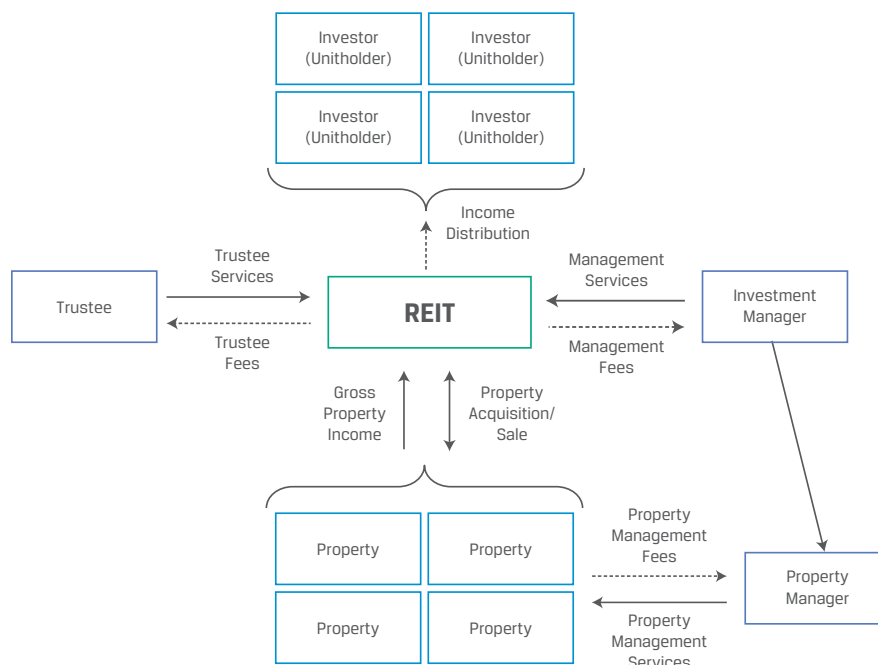 Investor
(Unitholder)
Investor
(Unitholder)
Investor
(Unitholder)
Investor
(Unitholder)
Income
Distribution
Trustee
Services
Management
Services
Trustee
REIT
Investment
Manager
Trustee
Fees
Management
Fees
Gross
Property
Income
Property
Acquisition/
Sale
Property
Management
Fees
Property
Property
Property
Manager
Property
Property
Property
Management
Services